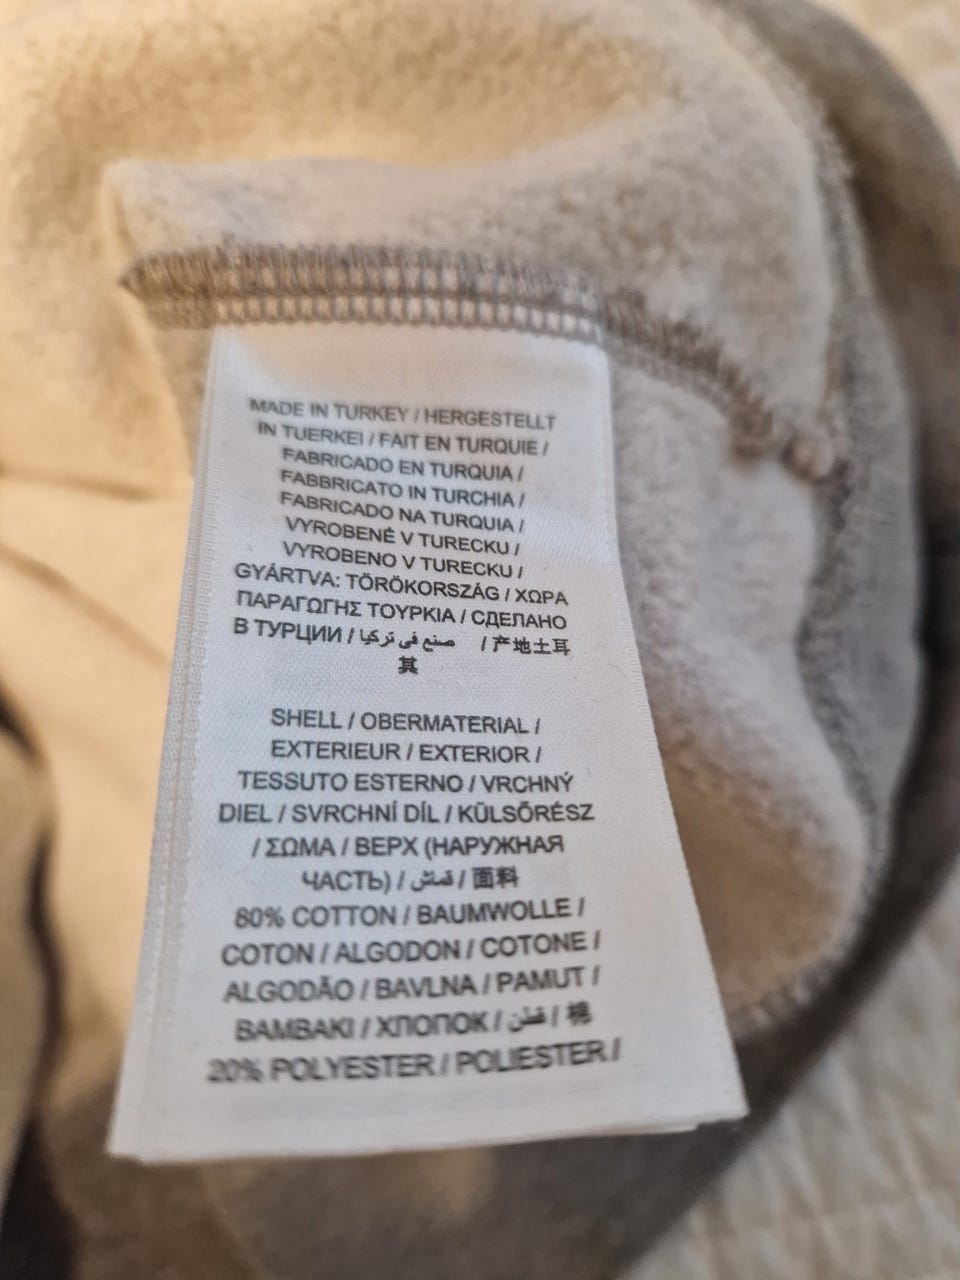 MADE IN TURKEY / HERGESTELLT
IN TUERKEI / FAIT EN TURQUIE /
FABRICADO EN TURQUIA /
FABBRICATO IN TURCHIA /
FABRICADO NA TURQUIA /
VYROBENÉ V TURECKU /
VYROBENO V TURECKU /
GYÁRTVA: TÖRÖKORSZÁG / ΧΩΡΑ
ΠΑΡΑΓΩΓΗΣ ΤΟΥΡΚΙΑ / СДЕЛАНО
В ТУРЦИИ / صنع في تركيا / 产地土耳
其
SHELL / OBERMATERIAL /
EXTERIEUR / EXTERIOR /
TESSUTO ESTERNO / VRCHNÝ
DIEL / SVRCHNÍ DÍL / KÜLSŐRÉSZ
/ ΣΩΜΑ / ВЕРХ (НАРУЖНАЯ
ЧАСТЬ) / قماش / 面料
80% COTTON / BAUMWOLLE /
COTON / ALGODON / COTONE /
ALGODÃO / BAVLNA / PAMUT /
ΒΑΜΒΑΚΙ / ХЛОПОК / قطن / 棉
20% POLYESTER / POLIESTER /